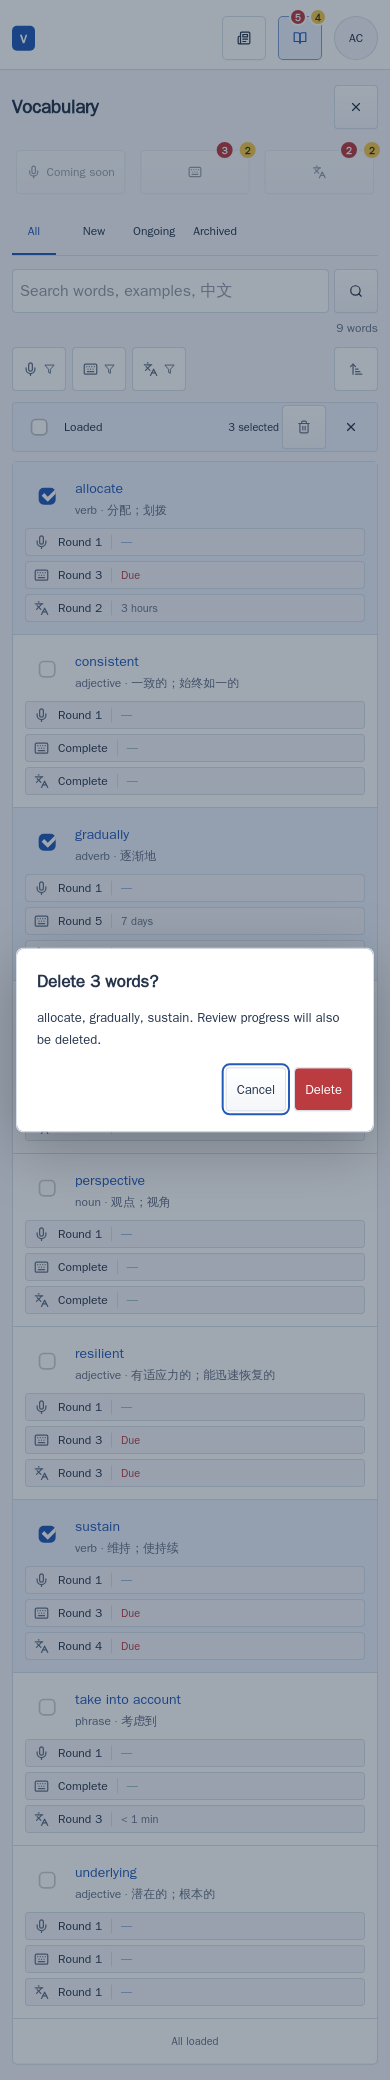 V
5
4
AC
Vocabulary
Coming soon
3
2
2
2
All New Ongoing Archived
Search words, examples, 中文
9 words
Loaded
3 selected
allocate
verb · 分配；划拨
Round 1 —
Round 3 Due
Round 2 3 hours
consistent
adjective · 一致的；始终如一的
Round 1 —
Complete —
Complete —
gradually
adverb · 逐渐地
Round 1 —
Round 5 7 days
Delete 3 words?
allocate, gradually, sustain. Review progress will also
be deleted.
Cancel
Delete
perspective
noun · 观点；视角
Round 1 —
Complete —
Complete —
resilient
adjective · 有适应力的；能迅速恢复的
Round 1 —
Round 3 Due
Round 3 Due
sustain
verb · 维持；使持续
Round 1 —
Round 3 Due
Round 4 Due
take into account
phrase · 考虑到
Round 1 —
Complete —
Round 3 < 1 min
underlying
adjective · 潜在的；根本的
Round 1 —
Round 1 —
Round 1 —
All loaded